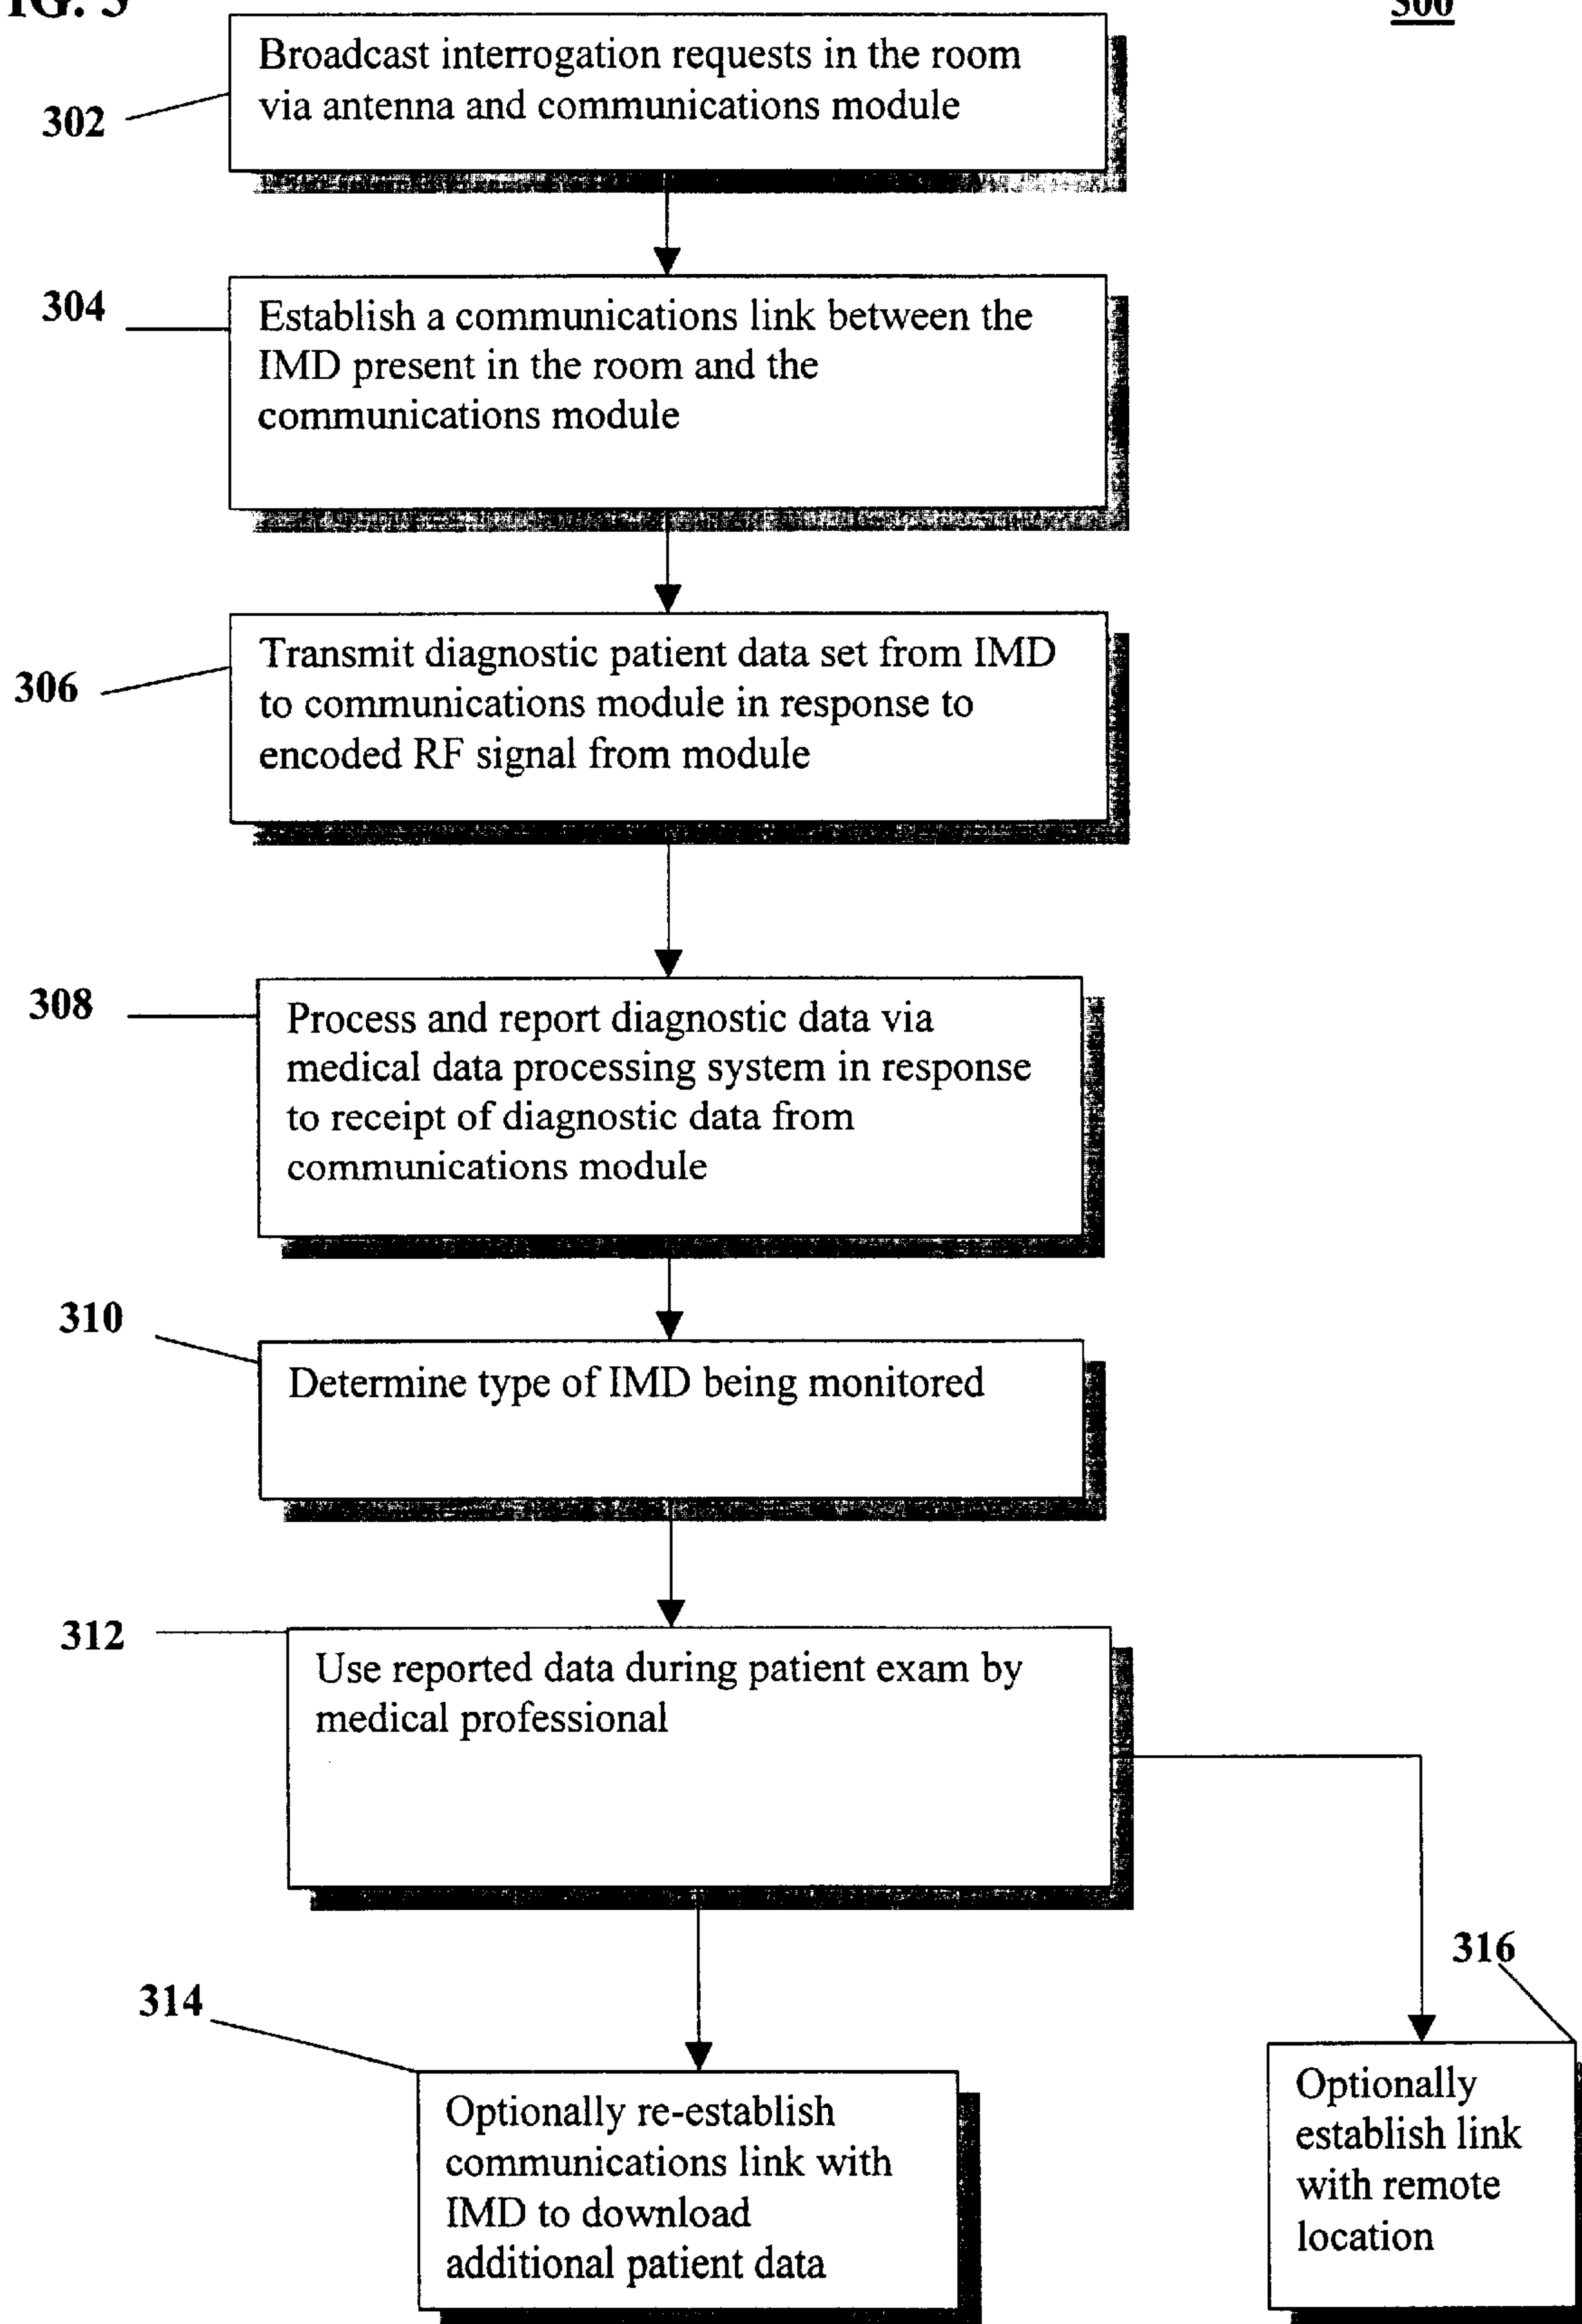 302
Broadcast interrogation requests in the room
via antenna and communications module
304
Establish a communications link between the
IMD present in the room and the
communications module
306
Transmit diagnostic patient data set from IMD
to communications module in response to
encoded RF signal from module
308
Process and report diagnostic data via
medical data processing system in response
to receipt of diagnostic data from
communications module
310
Determine type of IMD being monitored
312
Use reported data during patient exam by
medical professional
314
Optionally re-establish
communications link with
IMD to download
additional patient data
316
Optionally
establish link
with remote
location